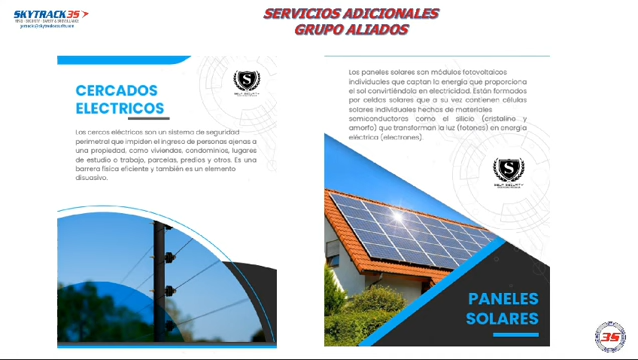 SKYTRACK35
SERVICIOS ADICIONALES
GRUPO ALIADOS
CERCADOS
ELECTRICOS
Los cercos eléctricos son un sistema de seguridad
perimetral que impiden el ingreso de personas ajenas a
una propiedad, como viviendas, condominios, lugares
de estudio o trabajo, parcelas, predios y otros. Es una
barrera física eficiente y también es un elemento
disuasivo.
Los paneles solares son módulos fotovoltaicos
individuales que captan la energía que proporciona
el sol convirtiéndola en electricidad. Están formados
por celdas solares que a su vez contienen células
solares individuales hechas de materiales
semiconductores como el silicio (cristalino y
amorfo) que transforman la luz (fotones) en energía
eléctrica (electrones).
PANELES
SOLARES
35